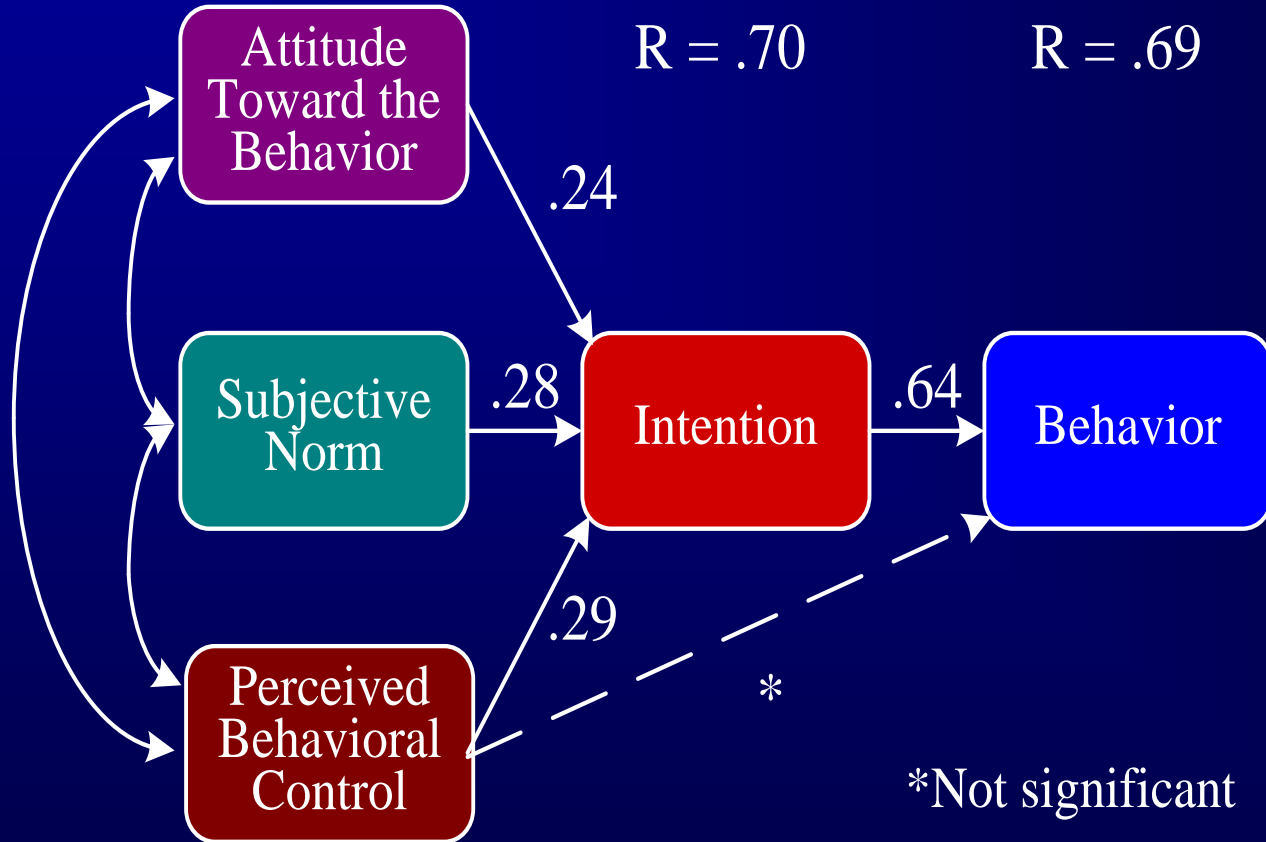 Attitude
Toward the
Behavior
R = .70
R = .69
.24
Subjective
Norm
.28
Intention
.64
Behavior
.29
Perceived
Behavioral
Control
*
*Not significant